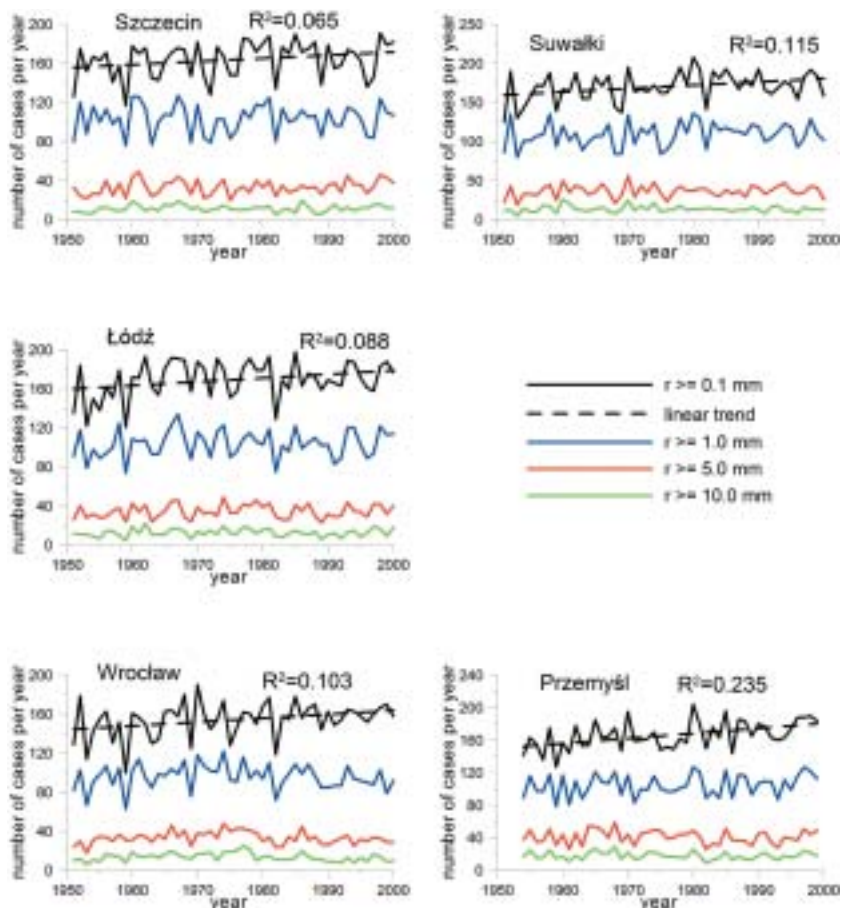 Szczecin R²=0.065
number of cases per year
200
160
120
80
40
0
1950 1960 1970 1980 1990 2000
year
Suwałki R²=0.115
number of cases per year
250
200
150
100
50
0
1950 1960 1970 1980 1990 2000
year
Łódź R²=0.088
number of cases per year
200
160
120
80
40
0
1950 1960 1970 1980 1990 2000
year
r >= 0.1 mm
linear trend
r >= 1.0 mm
r >= 5.0 mm
r >= 10.0 mm
Wrocław R²=0.103
number of cases per year
200
160
120
80
40
0
1950 1960 1970 1980 1990 2000
year
Przemyśl R²=0.235
number of cases per year
240
200
160
120
80
40
0
1950 1960 1970 1980 1990 2000
year